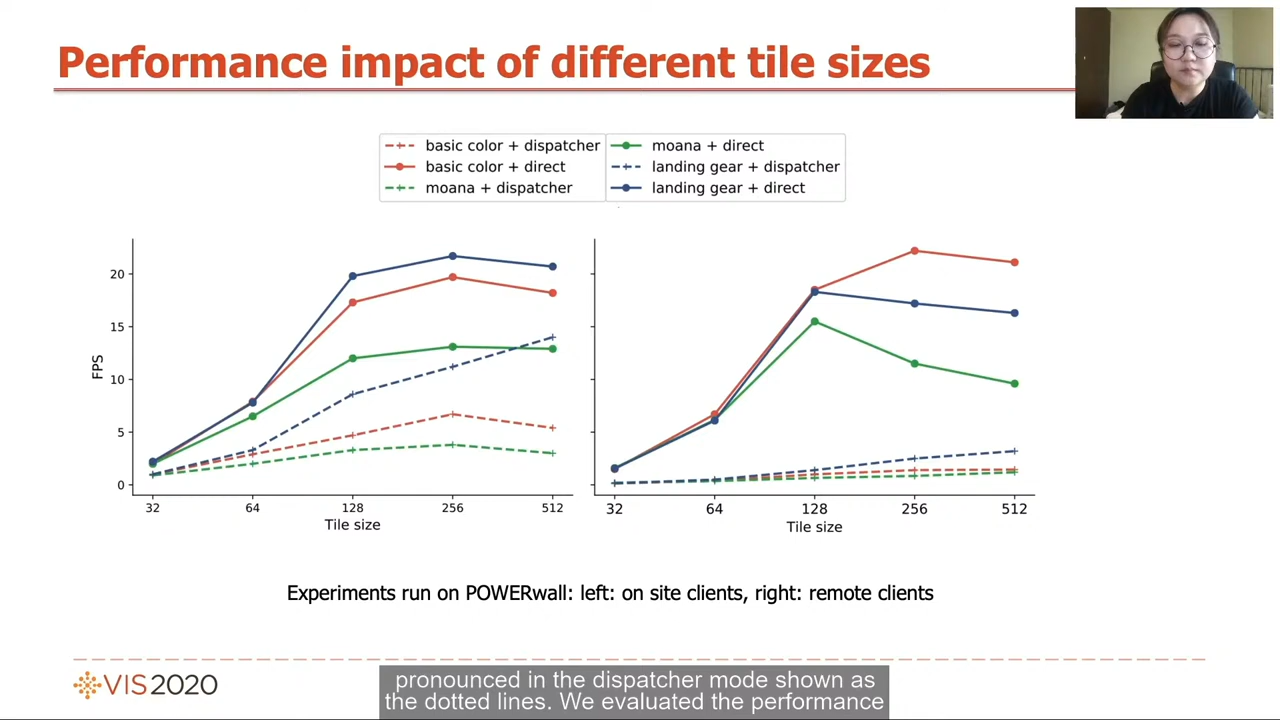 Performance impact of different tile sizes
basic color + dispatcher
basic color + direct
moana + dispatcher
moana + direct
landing gear + dispatcher
landing gear + direct
FPS
20
15
10
5
0
32 64 128 256 512
Tile size
32 64 128 256 512
Tile size
Experiments run on POWERwall: left: on site clients, right: remote clients
VIS2020
pronounced in the dispatcher mode shown as
the dotted lines. We evaluated the performance